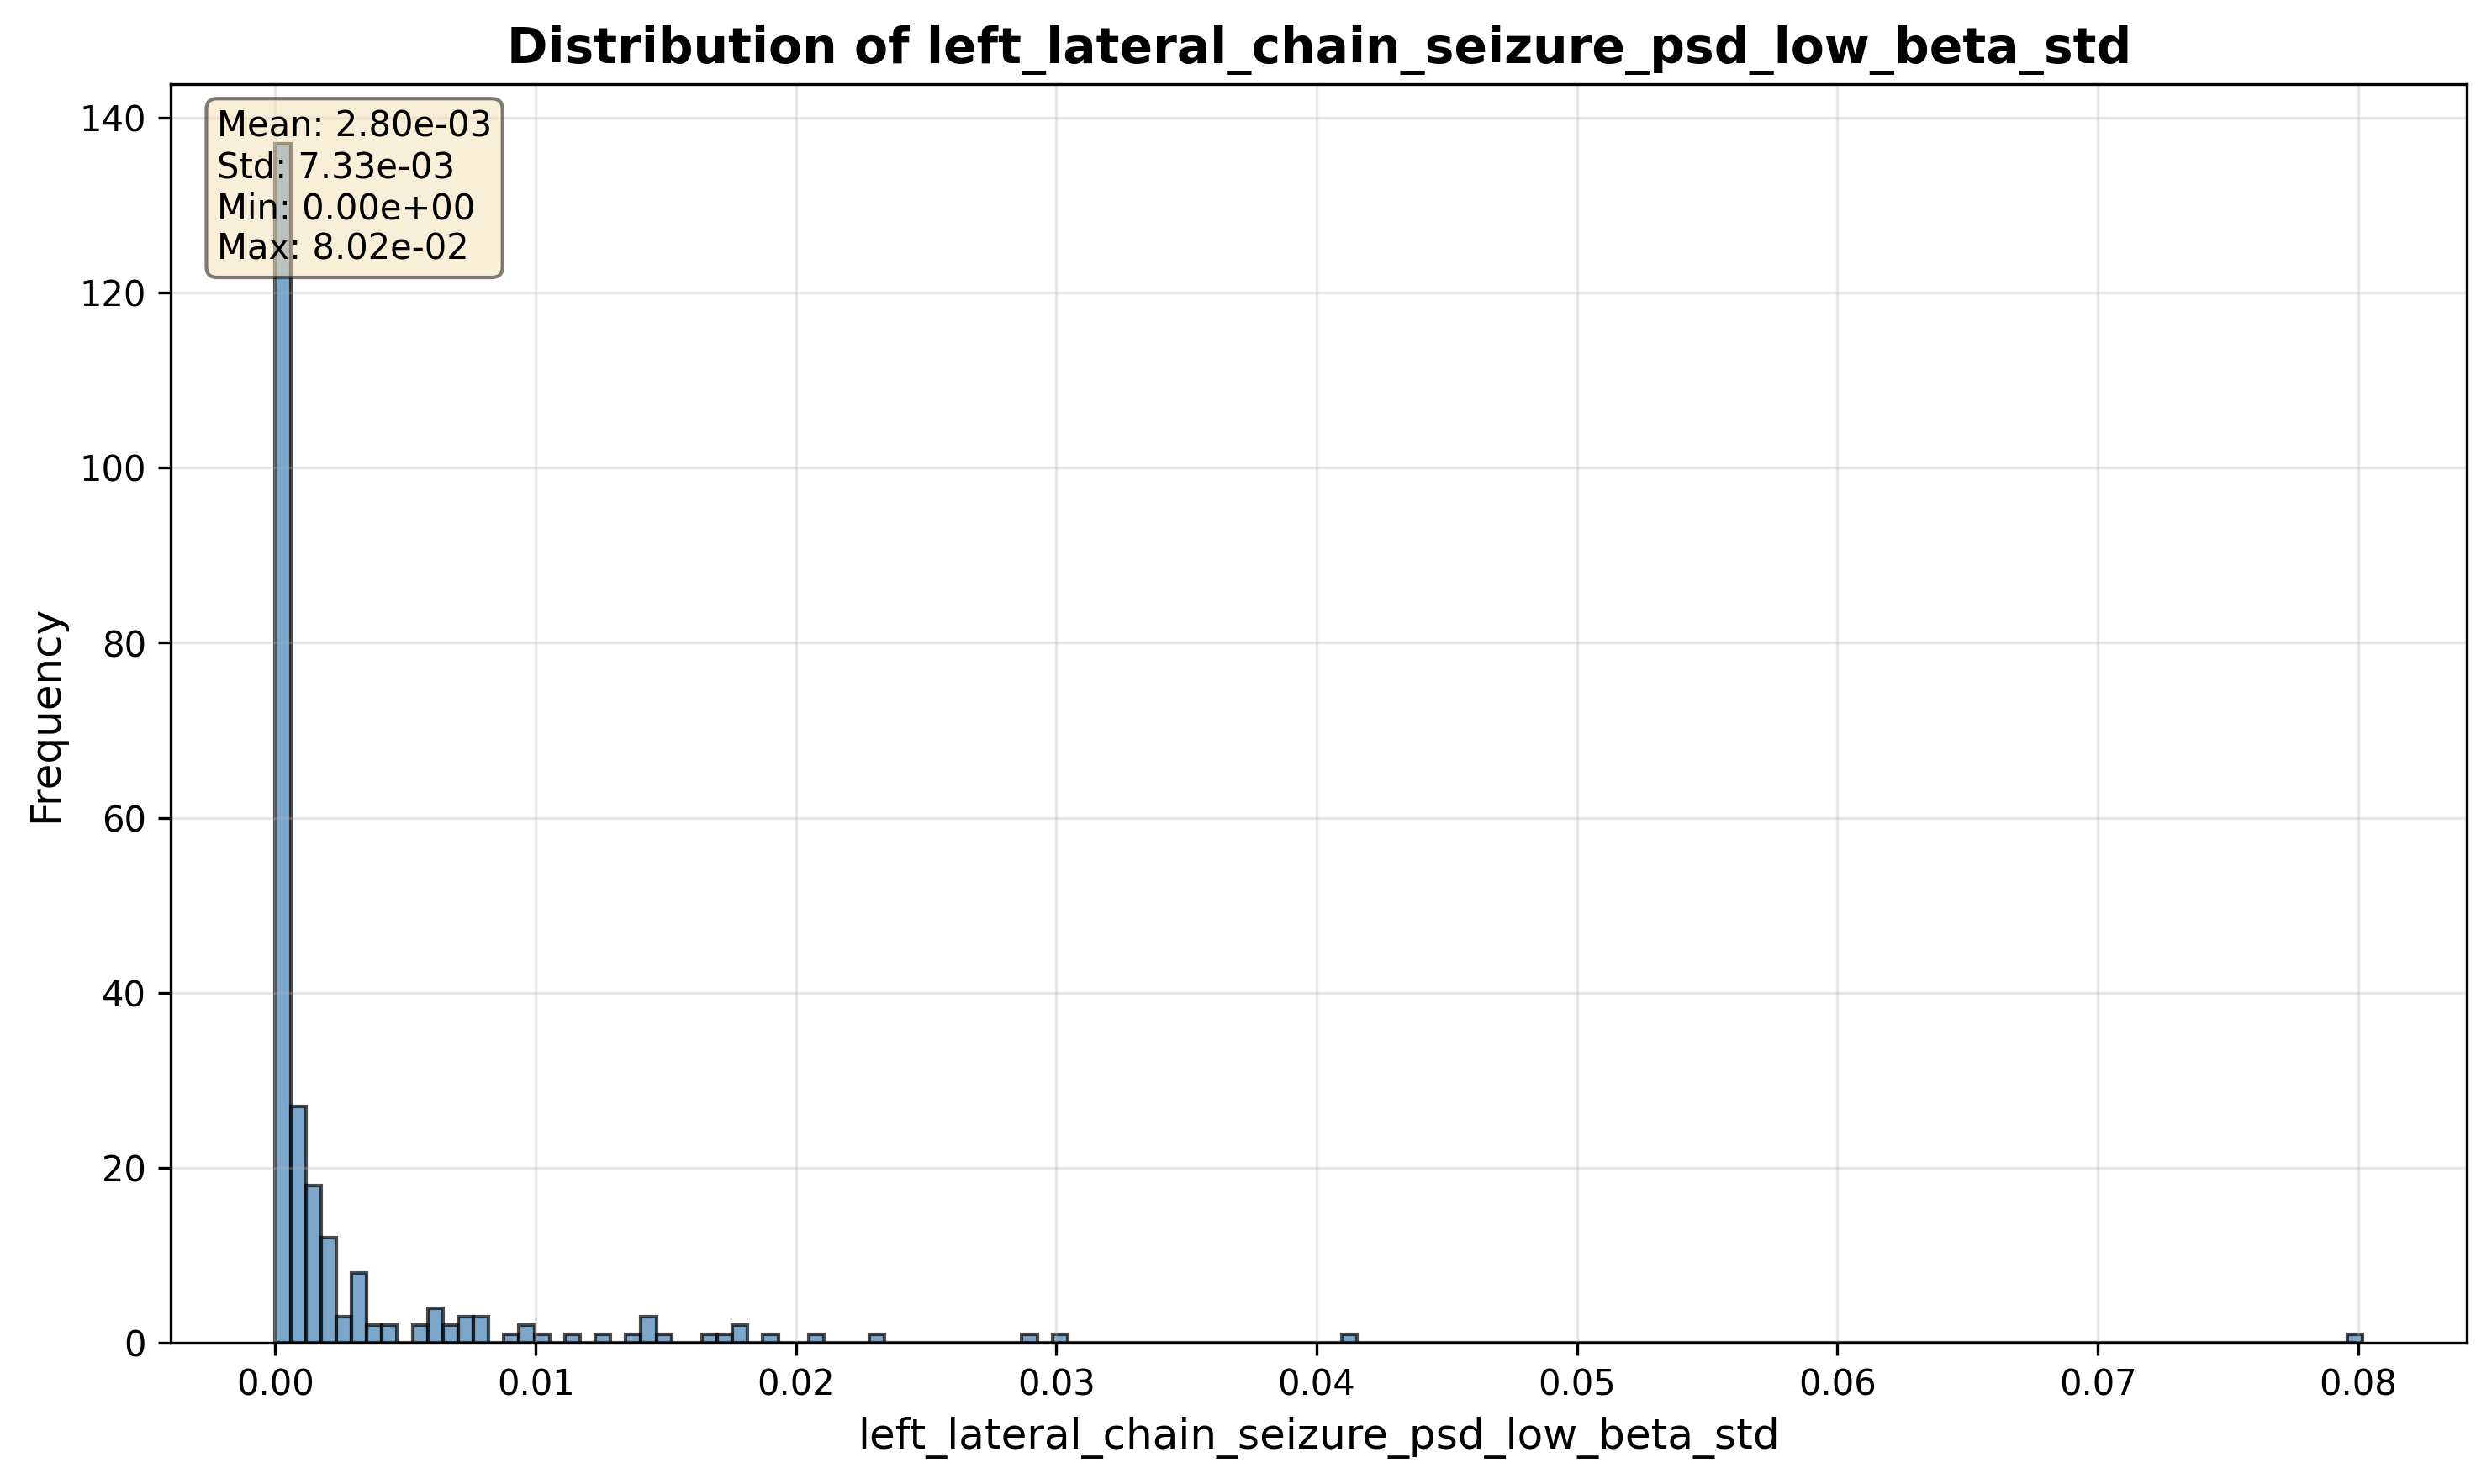 Distribution of left_lateral_chain_seizure_psd_low_beta_std
Mean: 2.80e-03
Std: 7.33e-03
Min: 0.00e+00
Max: 8.02e-02
140
120
100
80
60
40
20
0
Frequency
0.00 0.01 0.02 0.03 0.04 0.05 0.06 0.07 0.08
left_lateral_chain_seizure_psd_low_beta_std